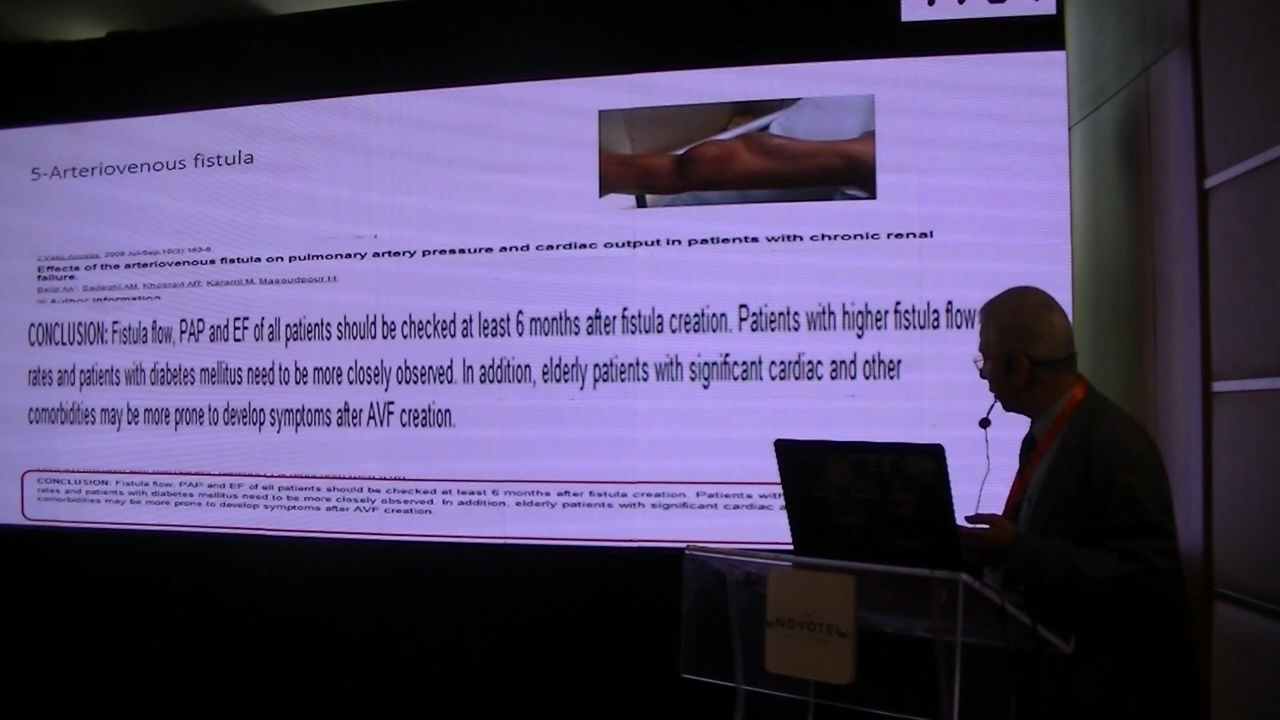 5-Arteriovenous fistula
J Vasc Access. 2009 Jul-Sep;10(3):
Effects of the arteriovenous fistula on pulmonary artery pressure and cardiac output in patients with chronic renal
failure.
Sadeghi AM, Khosravi AR, Karami M, Masoudpour H.
Author information
CONCLUSION: Fistula flow, PAP and EF of all patients should be checked at least 6 months after fistula creation. Patients with higher fistula flow
rates and patients with diabetes mellitus need to be more closely observed. In addition, elderly patients with significant cardiac and other
comorbidities may be more prone to develop symptoms after AVF creation.
CONCLUSION: Fistula flow, PAP and EF of all patients should be checked at least 6 months after fistula creation. Patients with
rates and patients with diabetes mellitus need to be more closely observed. In addition, elderly patients with significant cardiac
comorbidities may be more prone to develop symptoms after AVF creation.
NOVOTEL